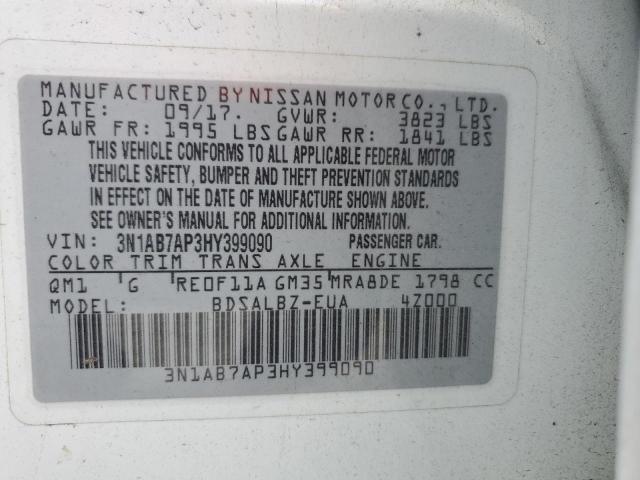 MANUFACTURED BY NISSAN MOTOR CO., LTD.
DATE: 09/17. GVWR: 3823 LBS
GAWR FR: 1995 LBS GAWR RR: 1841 LBS
THIS VEHICLE CONFORMS TO ALL APPLICABLE FEDERAL MOTOR
VEHICLE SAFETY, BUMPER AND THEFT PREVENTION STANDARDS
IN EFFECT ON THE DATE OF MANUFACTURE SHOWN ABOVE.
SEE OWNER'S MANUAL FOR ADDITIONAL INFORMATION.
VIN: 3N1AB7AP3HY399090 PASSENGER CAR.
COLOR TRIM TRANS AXLE ENGINE
QM1 G RE0F11A GM35 MRA8DE 1798 CC
BDSALBZ-EUA 4Z000
3N1AB7AP3HY399090